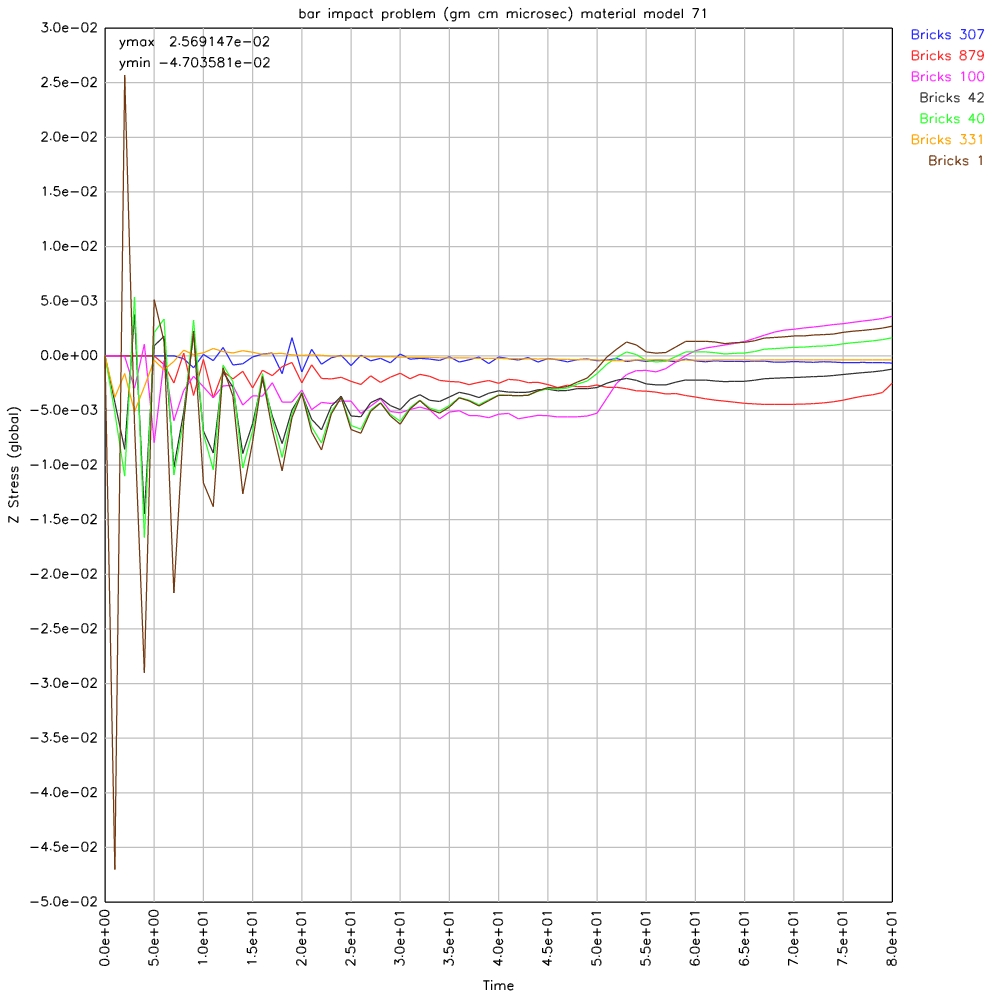 bar impact problem (gm cm microsec) material model 71
ymax 2.569147e-02
ymin -4.703581e-02
Bricks 307
Bricks 879
Bricks 100
Bricks 42
Bricks 40
Bricks 331
Bricks 1
3.0e-02
2.5e-02
2.0e-02
1.5e-02
1.0e-02
5.0e-03
0.0e+00
-5.0e-03
-1.0e-02
-1.5e-02
-2.0e-02
-2.5e-02
-3.0e-02
-3.5e-02
-4.0e-02
-4.5e-02
-5.0e-02
Z Stress (global)
0.0e+00
5.0e+00
1.0e+01
1.5e+01
2.0e+01
2.5e+01
3.0e+01
3.5e+01
4.0e+01
4.5e+01
5.0e+01
5.5e+01
6.0e+01
6.5e+01
7.0e+01
7.5e+01
8.0e+01
Time